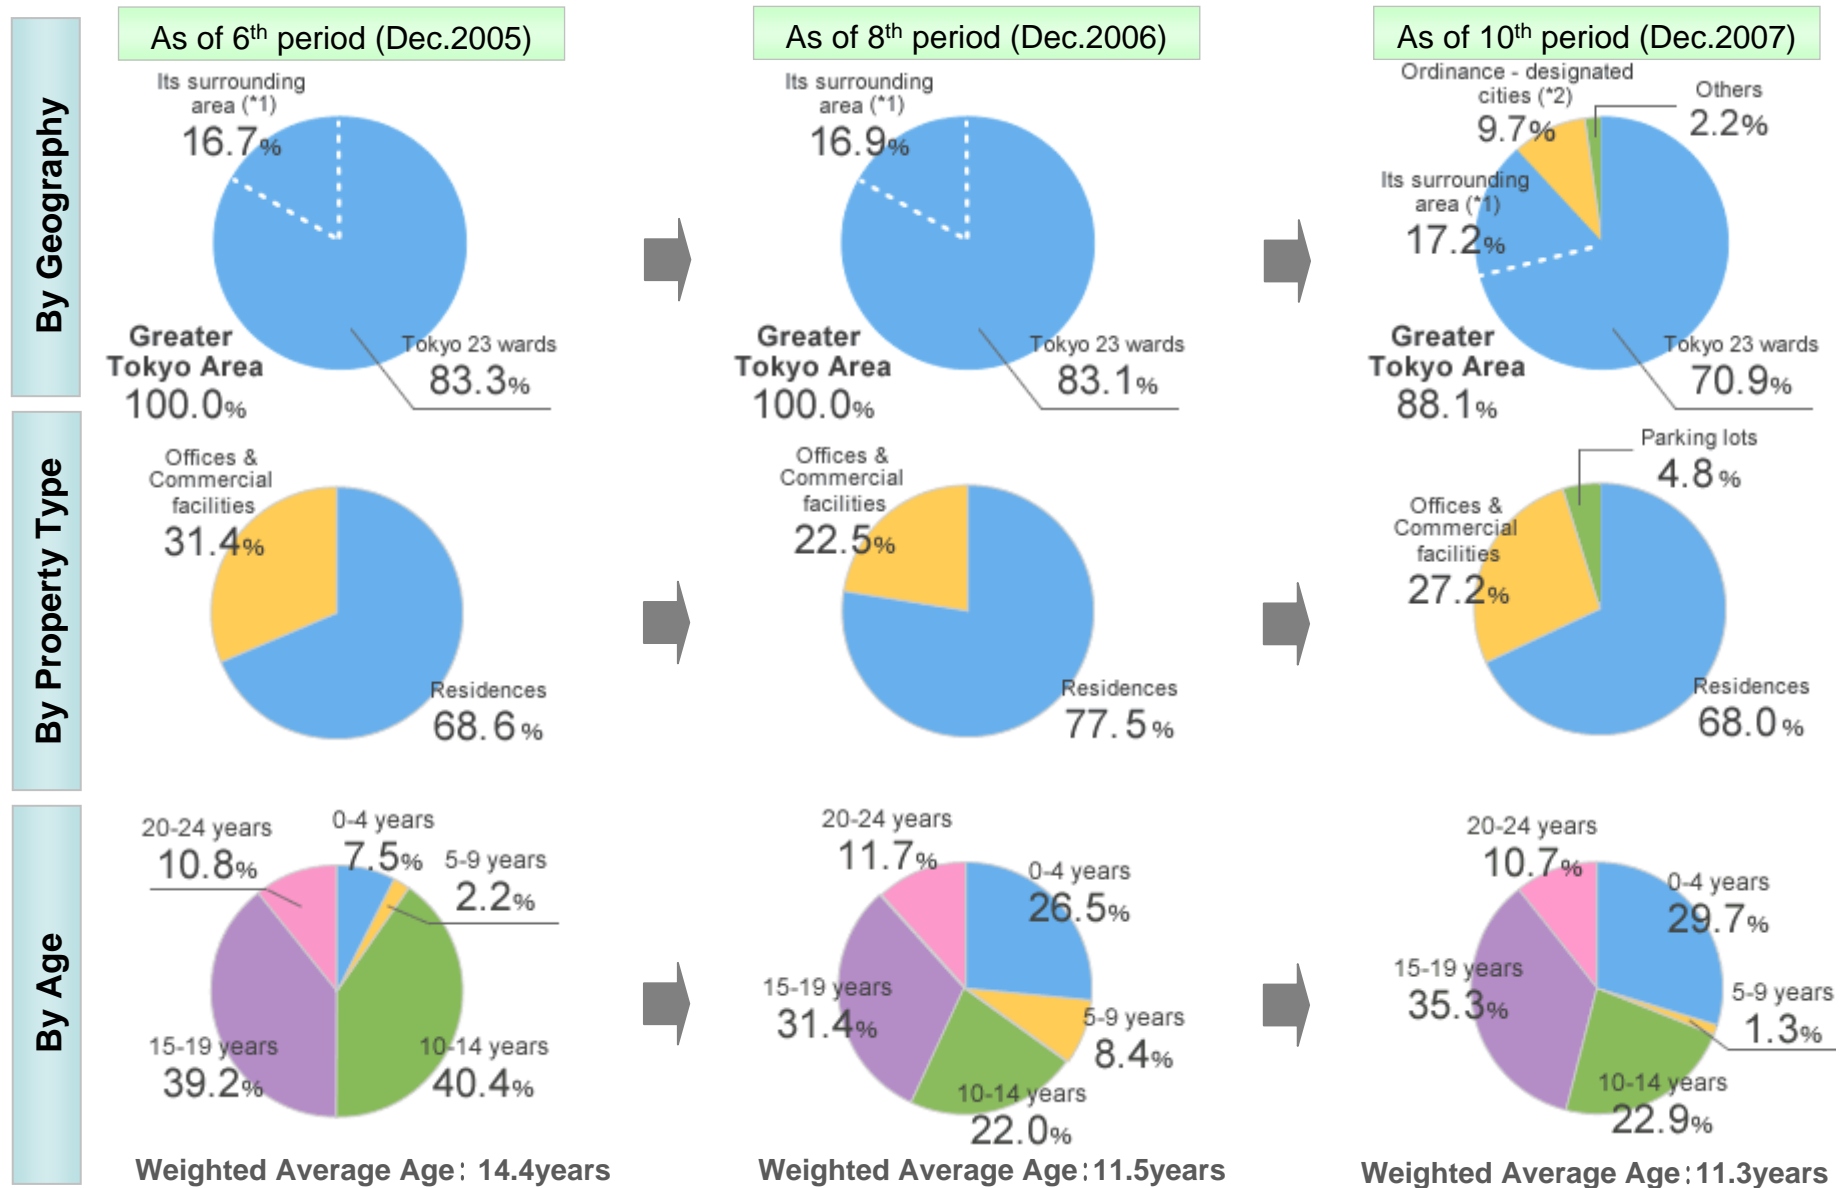 As of 6th period (Dec.2005)
As of 8th period (Dec.2006)
As of 10th period (Dec.2007)
By Geography
Its surrounding
area (*1)
16.7%
Greater
Tokyo Area
100.0%
Tokyo 23 wards
83.3%
Its surrounding
area (*1)
16.9%
Greater
Tokyo Area
100.0%
Tokyo 23 wards
83.1%
Ordinance - designated
cities (*2)
9.7%
Others
2.2%
Its surrounding
area (*1)
17.2%
Greater
Tokyo Area
88.1%
Tokyo 23 wards
70.9%
By Property Type
Offices &
Commercial
facilities
31.4%
Residences
68.6%
Offices &
Commercial
facilities
22.5%
Residences
77.5%
Parking lots
4.8%
Offices &
Commercial
facilities
27.2%
Residences
68.0%
By Age
20-24 years
10.8%
0-4 years
7.5%
5-9 years
2.2%
15-19 years
39.2%
10-14 years
40.4%
Weighted Average Age: 14.4years
20-24 years
11.7%
0-4 years
26.5%
15-19 years
31.4%
5-9 years
8.4%
10-14 years
22.0%
Weighted Average Age:11.5years
20-24 years
10.7%
0-4 years
29.7%
15-19 years
35.3%
5-9 years
1.3%
10-14 years
22.9%
Weighted Average Age:11.3years